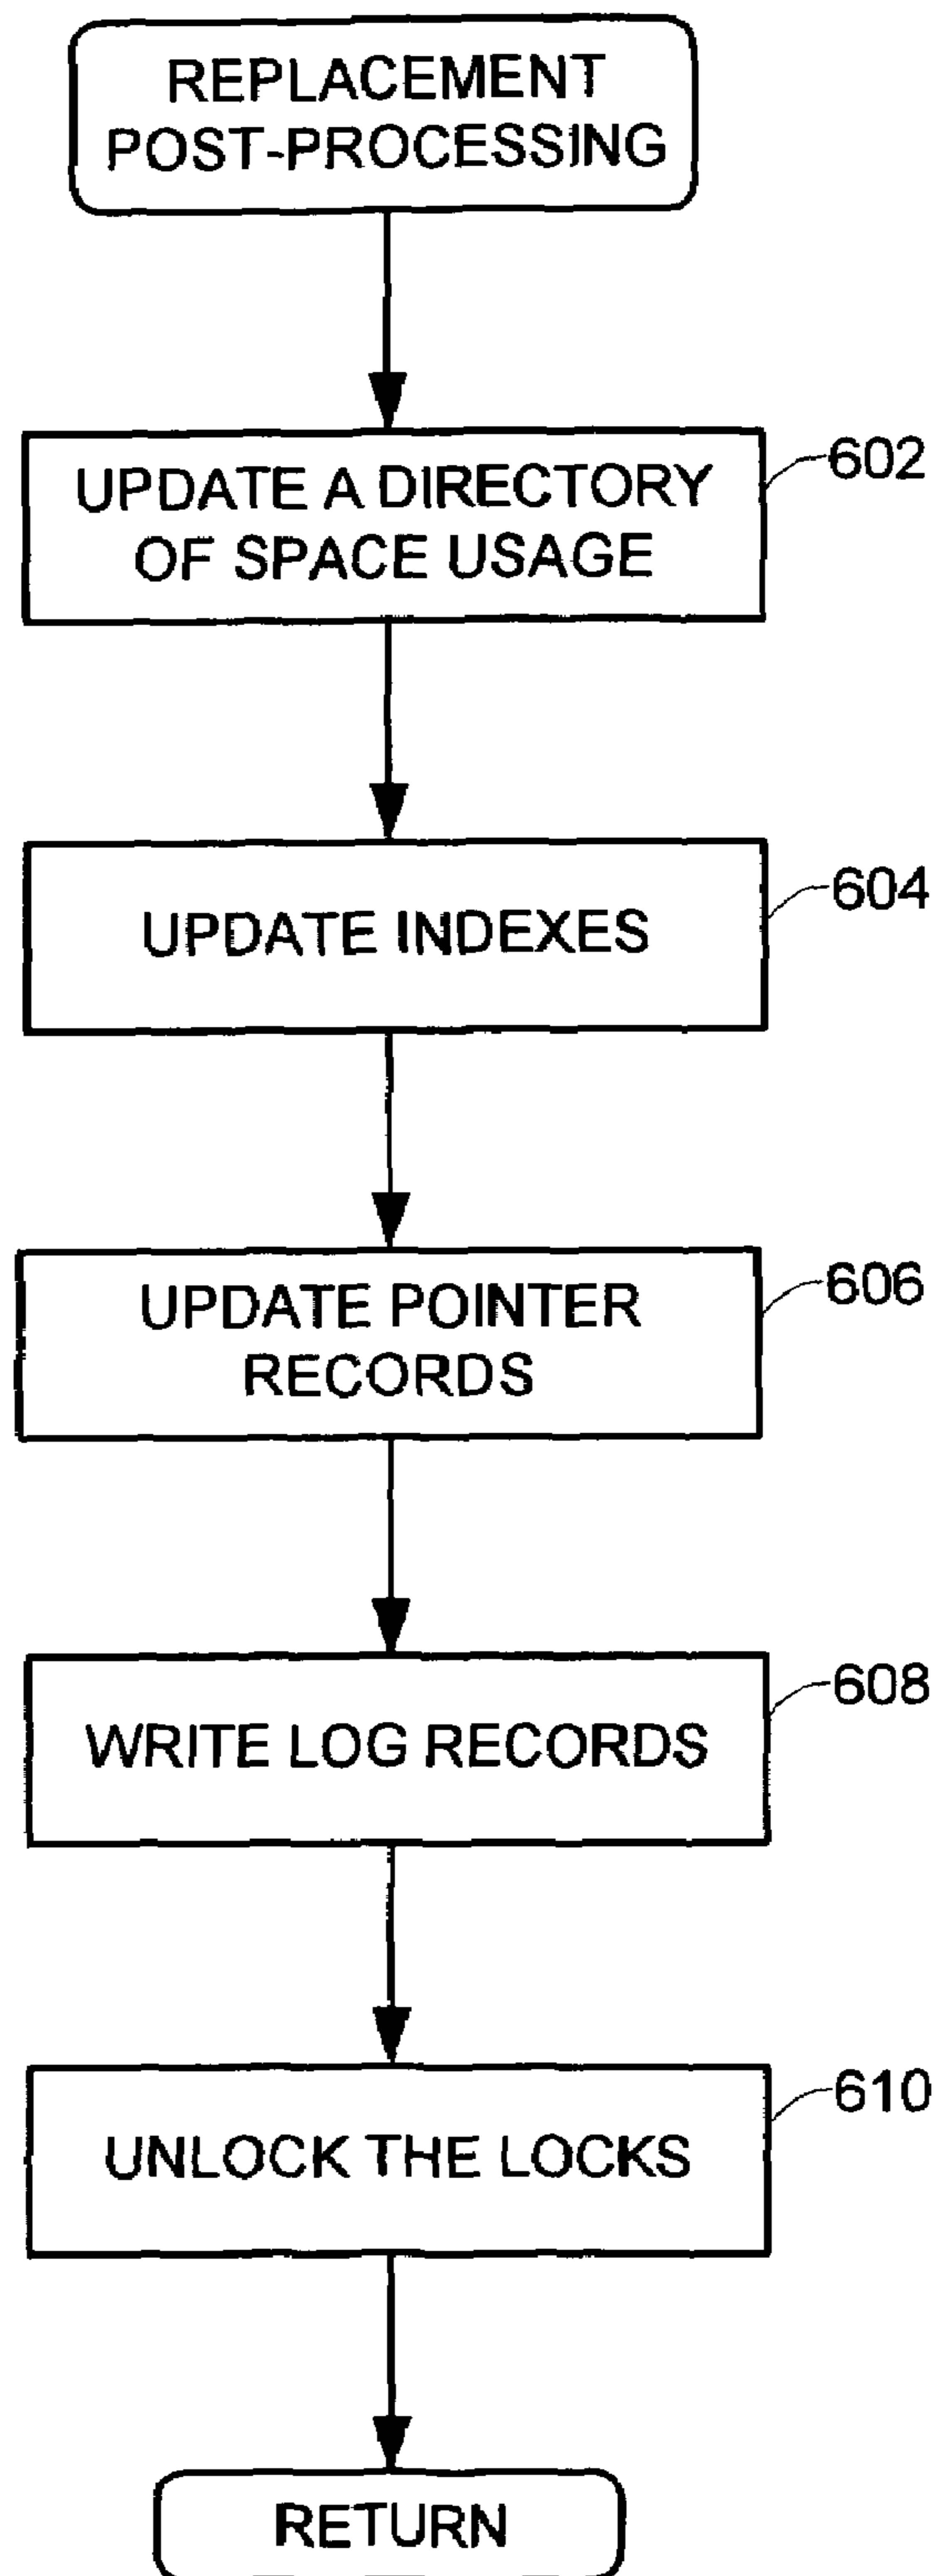 REPLACEMENT
POST-PROCESSING
UPDATE A DIRECTORY
OF SPACE USAGE
602
UPDATE INDEXES
604
UPDATE POINTER
RECORDS
606
WRITE LOG RECORDS
608
UNLOCK THE LOCKS
610
RETURN